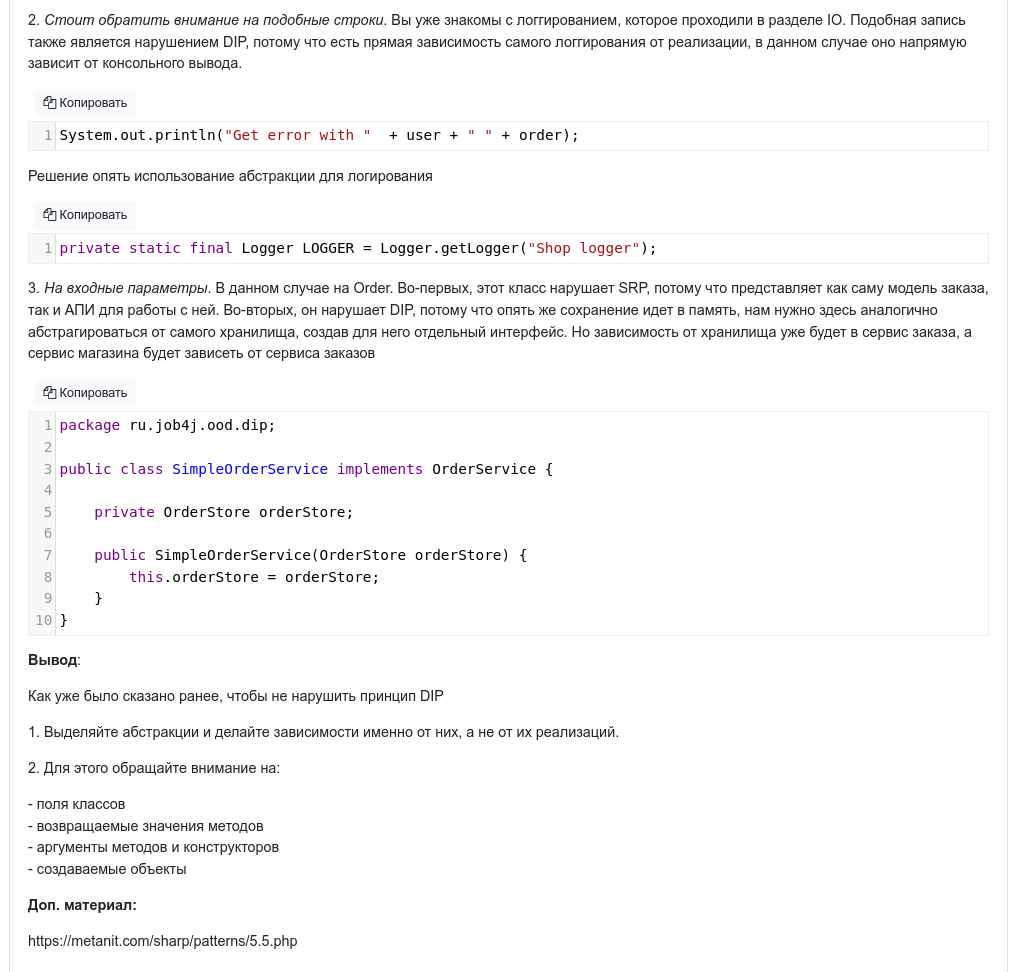 2. Стоит обратить внимание на подобные строки. Вы уже знакомы с логгированием, которое проходили в разделе IO. Подобная запись
также является нарушением DIP, потому что есть прямая зависимость самого логгирования от реализации, в данном случае оно напрямую
зависит от консольного вывода.
Копировать
1 System.out.println("Get error with "  + user + " " + order);
Решение опять использование абстракции для логирования
Копировать
1 private static final Logger LOGGER = Logger.getLogger("Shop logger");
3. На входные параметры. В данном случае на Order. Во-первых, этот класс нарушает SRP, потому что представляет как саму модель заказа,
так и АПИ для работы с ней. Во-вторых, он нарушает DIP, потому что опять же сохранение идет в память, нам нужно здесь аналогично
абстрагироваться от самого хранилища, создав для него отдельный интерфейс. Но зависимость от хранилища уже будет в сервис заказа, а
сервис магазина будет зависеть от сервиса заказов
Копировать
1 package ru.job4j.ood.dip;
2
3 public class SimpleOrderService implements OrderService {
4
5     private OrderStore orderStore;
6
7     public SimpleOrderService(OrderStore orderStore) {
8         this.orderStore = orderStore;
9     }
10 }
Вывод:
Как уже было сказано ранее, чтобы не нарушить принцип DIP
1. Выделяйте абстракции и делайте зависимости именно от них, а не от их реализаций.
2. Для этого обращайте внимание на:
- поля классов
- возвращаемые значения методов
- аргументы методов и конструкторов
- создаваемые объекты
Доп. материал:
https://metanit.com/sharp/patterns/5.5.php